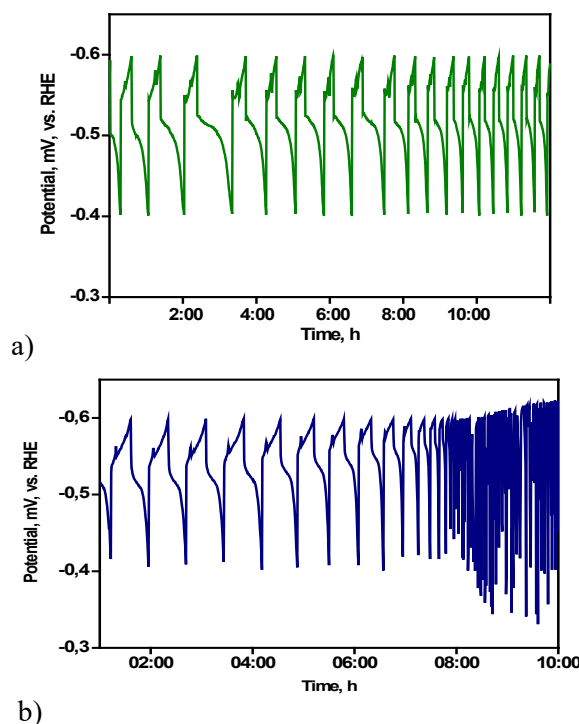 -0.6
-0.5
-0.4
-0.3
Potential, mV, vs. RHE
2:00 4:00 6:00 8:00 10:00
Time, h
a)
-0,6
-0,5
-0,4
-0,3
Potential, mV, vs. RHE
02:00 04:00 06:00 08:00 10:00
Time, h
b)